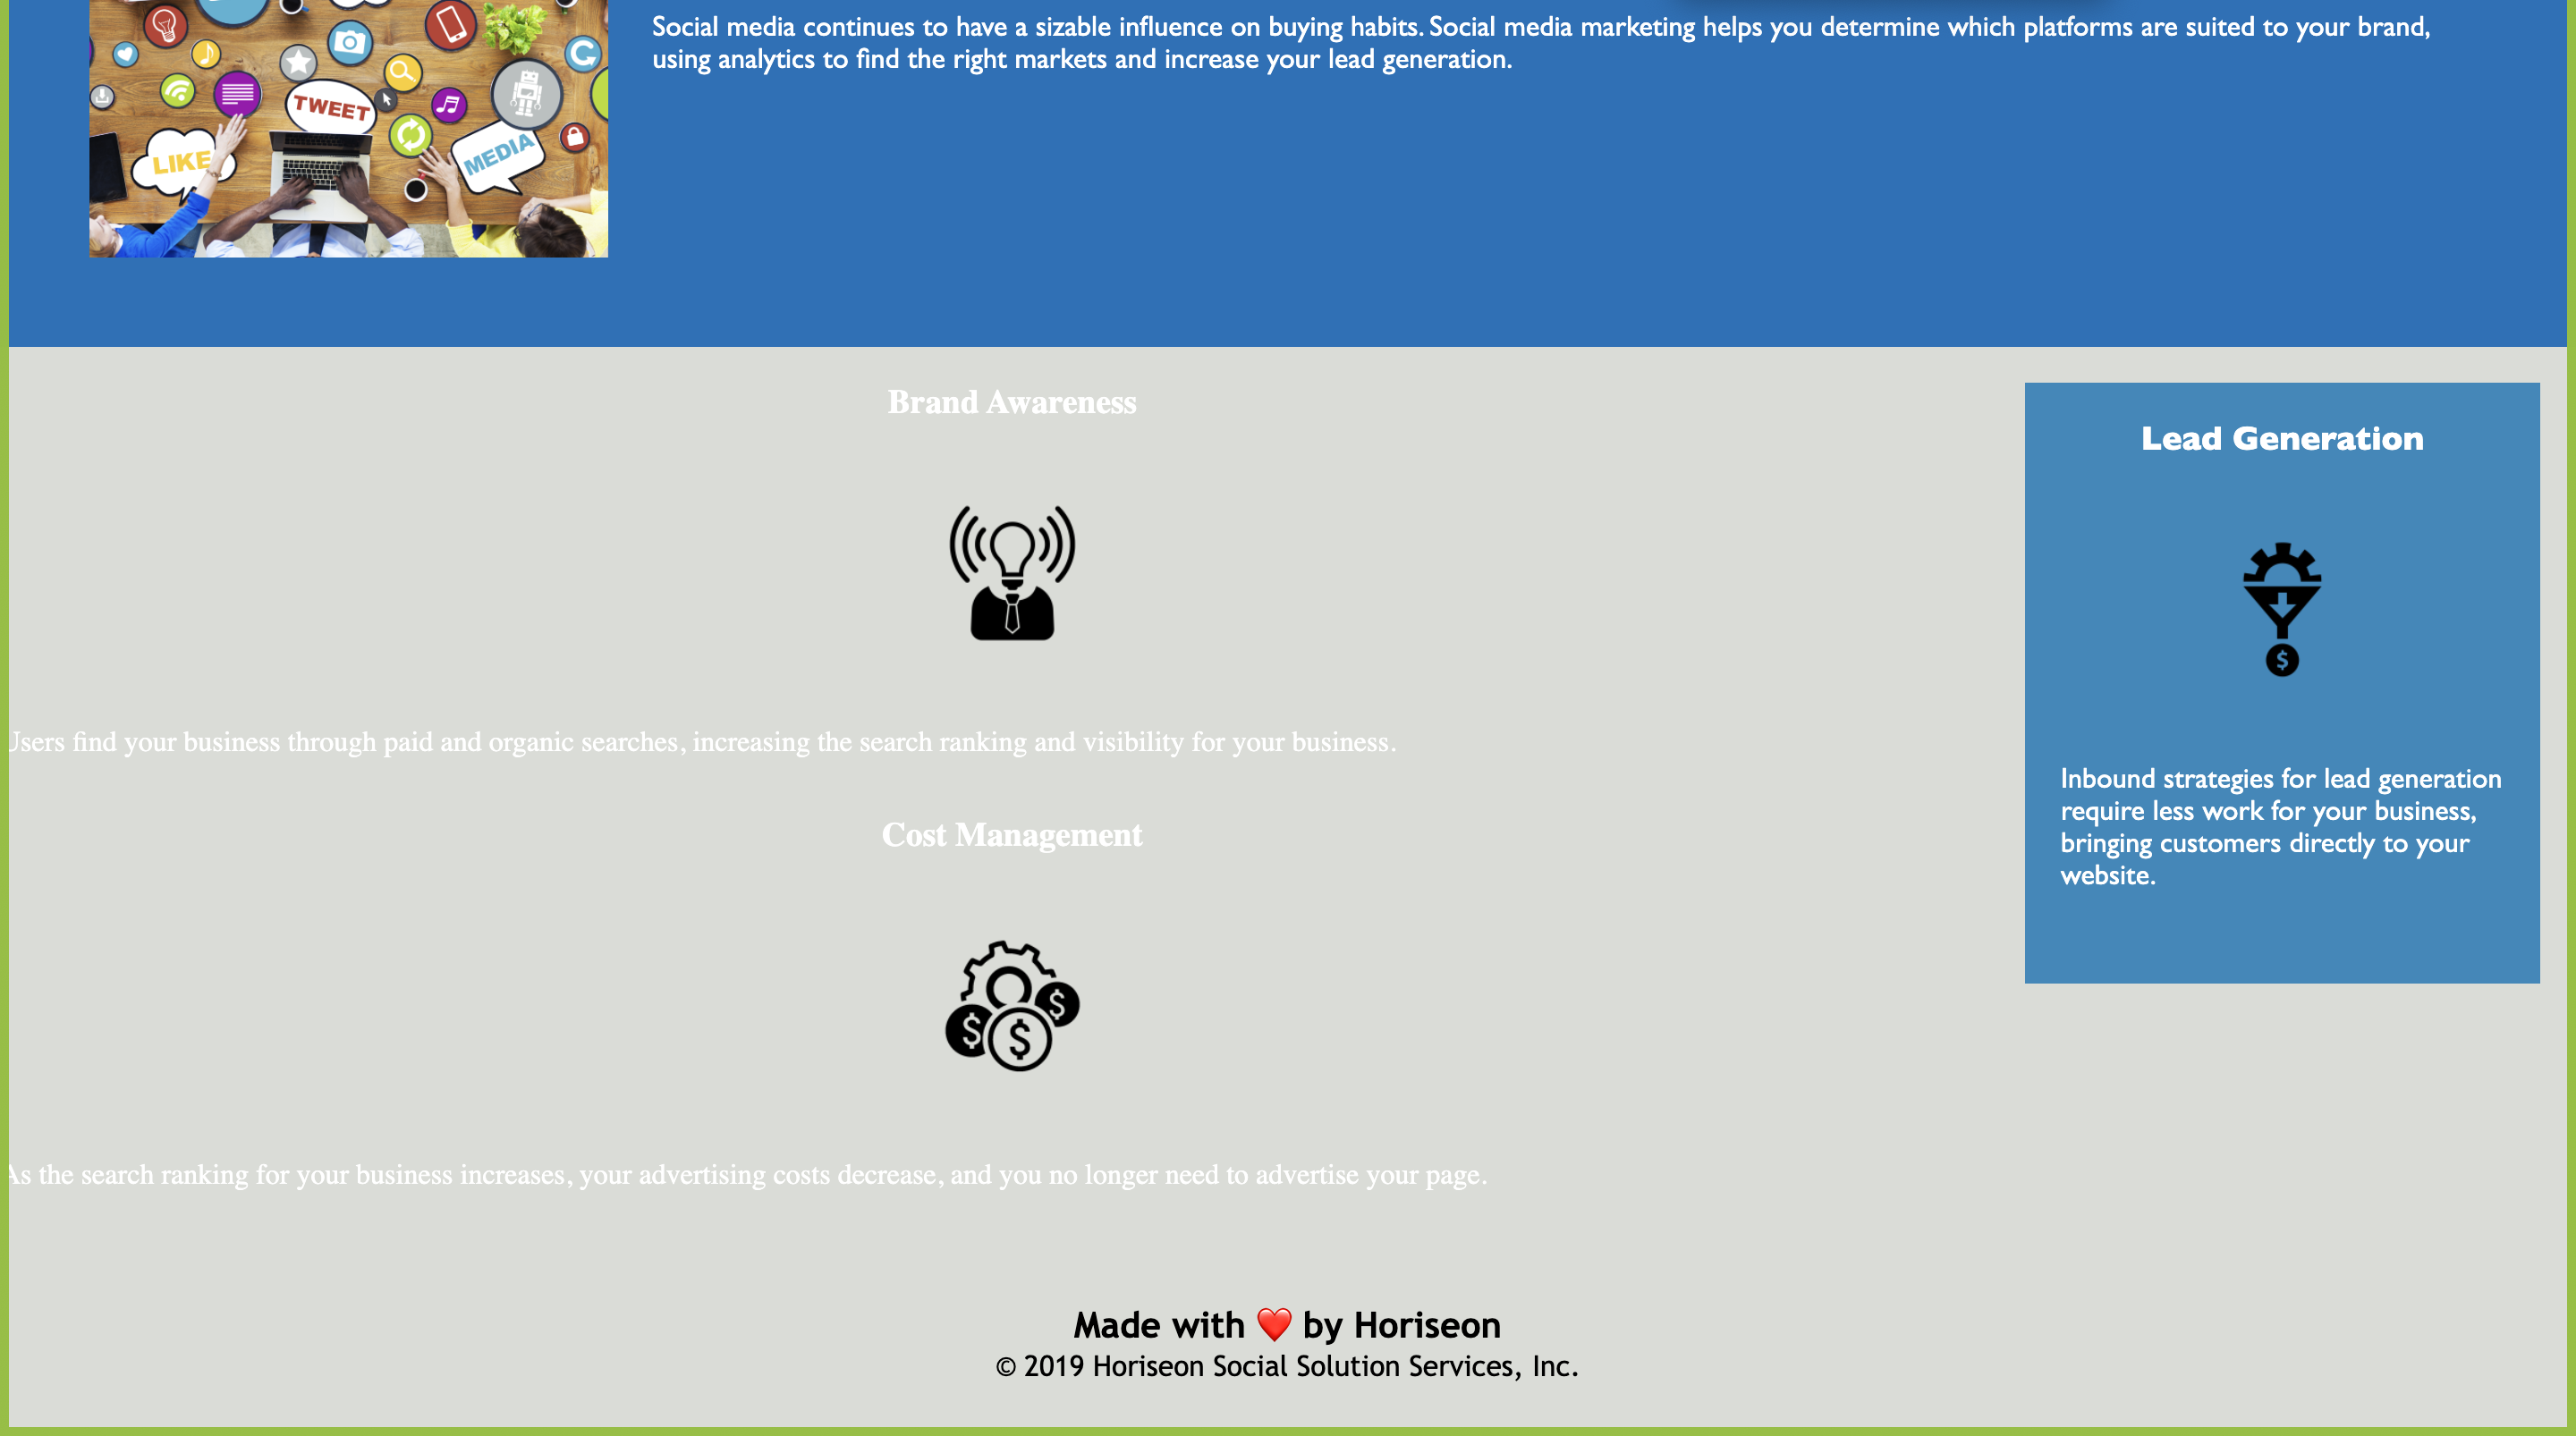 Social media continues to have a sizable influence on buying habits. Social media marketing helps you determine which platforms are suited to your brand,
using analytics to find the right markets and increase your lead generation.
TWEET
LIKE
MEDIA
Brand Awareness
Users find your business through paid and organic searches, increasing the search ranking and visibility for your business.
Cost Management
$
$
$
As the search ranking for your business increases, your advertising costs decrease, and you no longer need to advertise your page.
Lead Generation
$
Inbound strategies for lead generation
require less work for your business,
bringing customers directly to your
website.
Made with ❤️ by Horiseon
© 2019 Horiseon Social Solution Services, Inc.